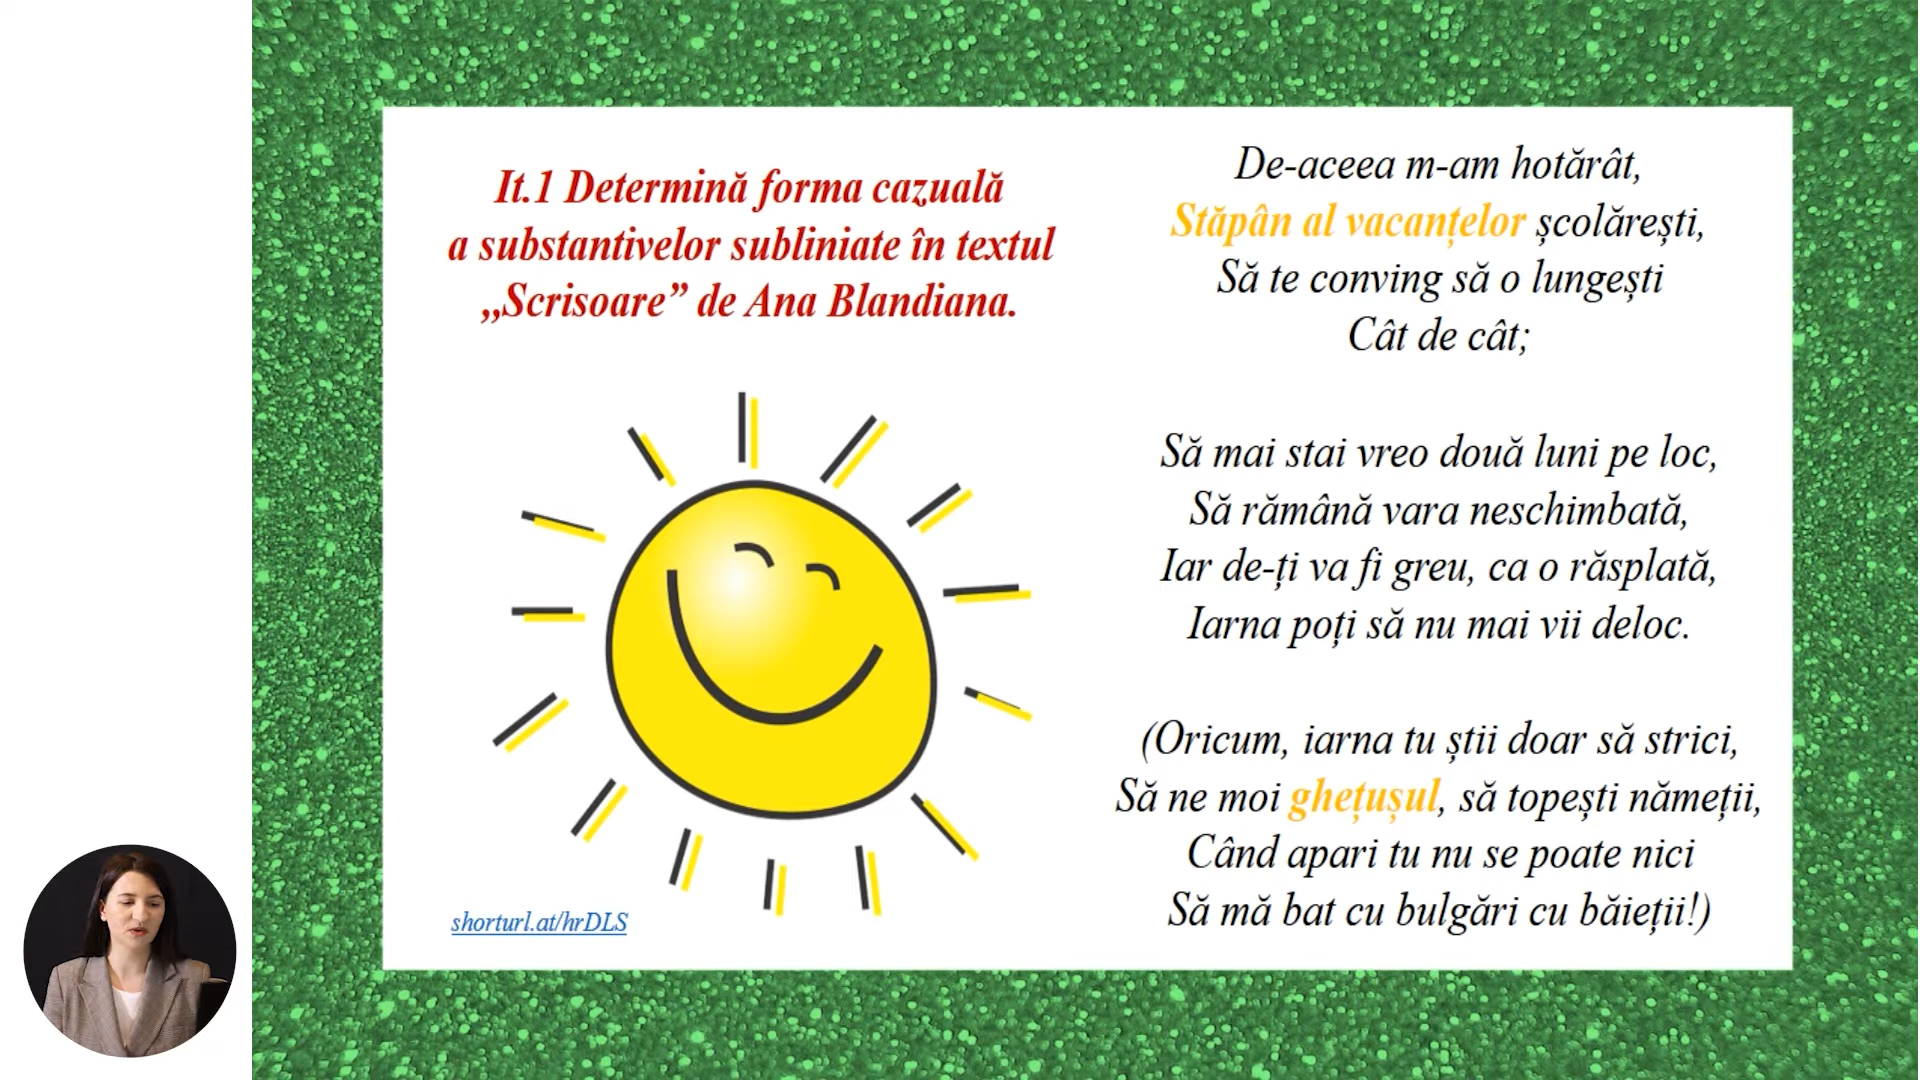 It.1 Determină forma cazuală
a substantivelor subliniate în textul
„Scrisoare” de Ana Blandiana.
shorturl.at/hrDLS
De-aceea m-am hotărât,
Stăpân al vacanțelor școlărești,
Să te conving să o lungești
Cât de cât;
Să mai stai vreo două luni pe loc,
Să rămână vara neschimbată,
Iar de-ți va fi greu, ca o răsplată,
Iarna poți să nu mai vii deloc.
(Oricum, iarna tu știi doar să strici,
Să ne moi ghețușul, să topești nămeții,
Când apari tu nu se poate nici
Să mă bat cu bulgări cu băieții!)